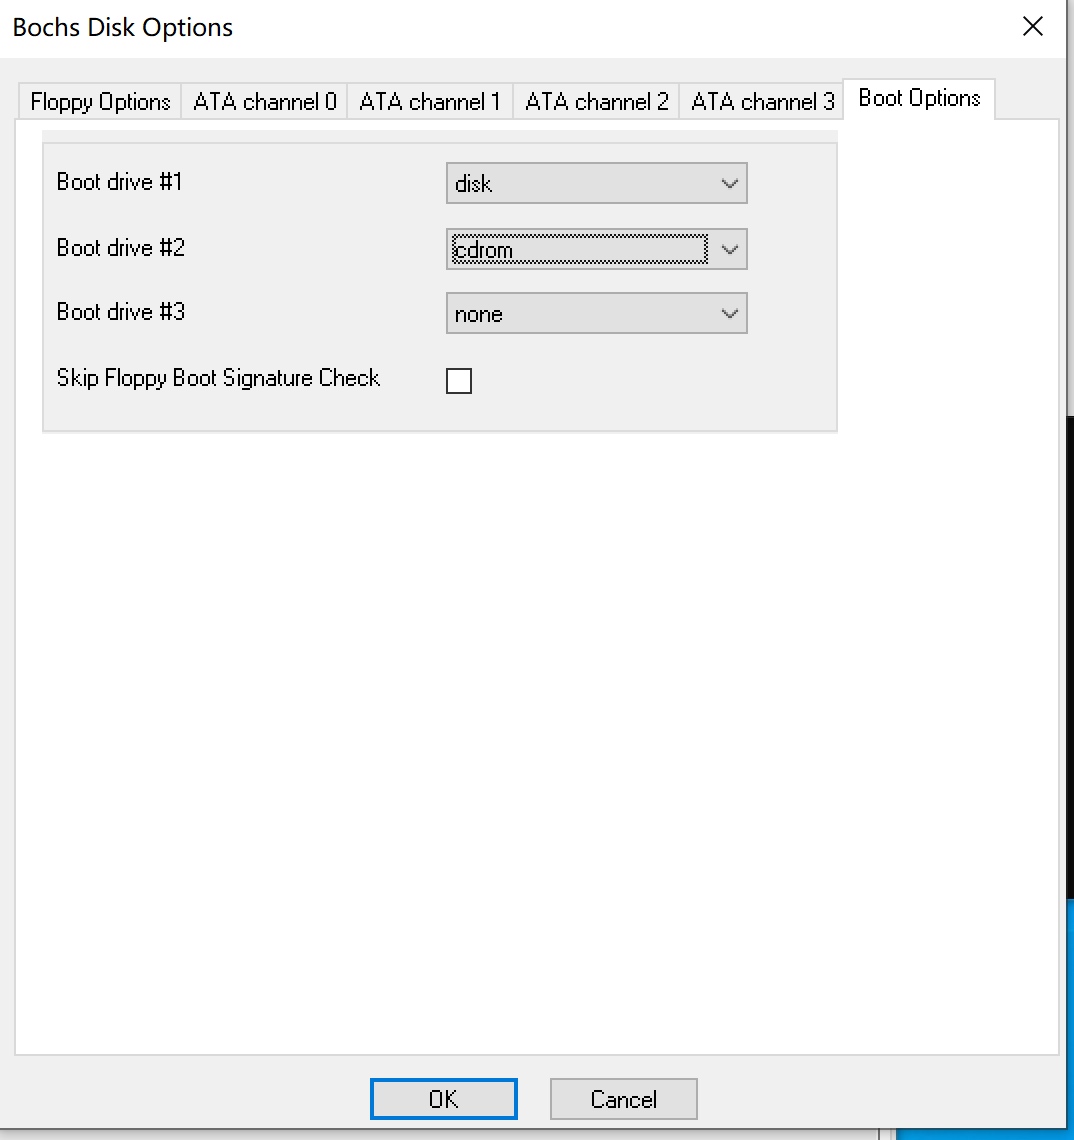 Bochs Disk Options
Floppy Options ATA channel 0 ATA channel 1 ATA channel 2 ATA channel 3 Boot Options
Boot drive #1 disk
Boot drive #2 cdrom
Boot drive #3 none
Skip Floppy Boot Signature Check
OK Cancel